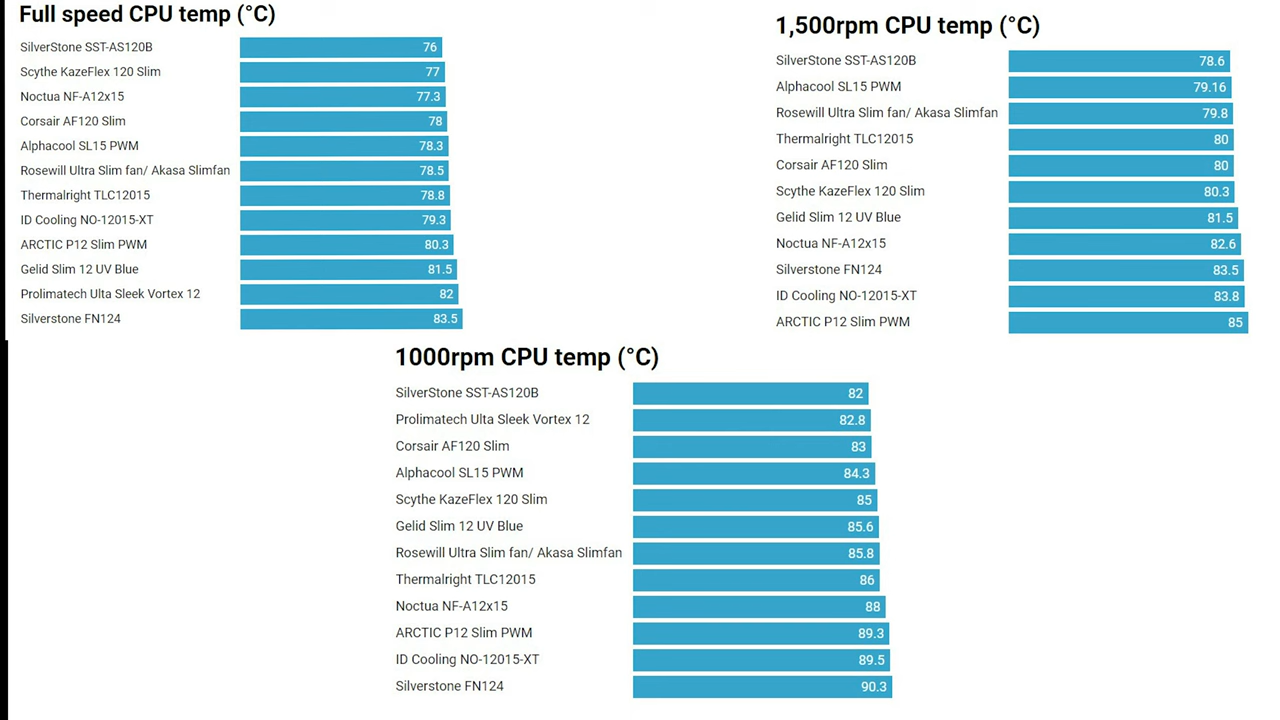 Full speed CPU temp (°C)
SilverStone SST-AS120B 76
Scythe KazeFlex 120 Slim 77
Noctua NF-A12x15 77.3
Corsair AF120 Slim 78
Alphacool SL15 PWM 78.3
Rosewill Ultra Slim fan/ Akasa Slimfan 78.5
Thermalright TLC12015 78.8
ID Cooling NO-12015-XT 79.3
ARCTIC P12 Slim PWM 80.3
Gelid Slim 12 UV Blue 81.5
Prolimatech Ulta Sleek Vortex 12 82
Silverstone FN124 83.5
1,500rpm CPU temp (°C)
SilverStone SST-AS120B 78.6
Alphacool SL15 PWM 79.16
Rosewill Ultra Slim fan/ Akasa Slimfan 79.8
Thermalright TLC12015 80
Corsair AF120 Slim 80
Scythe KazeFlex 120 Slim 80.3
Gelid Slim 12 UV Blue 81.5
Noctua NF-A12x15 82.6
Silverstone FN124 83.5
ID Cooling NO-12015-XT 83.8
ARCTIC P12 Slim PWM 85
1000rpm CPU temp (°C)
SilverStone SST-AS120B 82
Prolimatech Ulta Sleek Vortex 12 82.8
Corsair AF120 Slim 83
Alphacool SL15 PWM 84.3
Scythe KazeFlex 120 Slim 85
Gelid Slim 12 UV Blue 85.6
Rosewill Ultra Slim fan/ Akasa Slimfan 85.8
Thermalright TLC12015 86
Noctua NF-A12x15 88
ARCTIC P12 Slim PWM 89.3
ID Cooling NO-12015-XT 89.5
Silverstone FN124 90.3